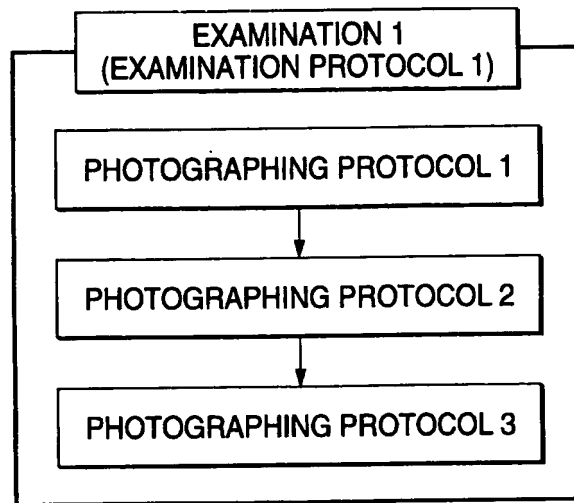 EXAMINATION 1
(EXAMINATION PROTOCOL 1)
PHOTOGRAPHING PROTOCOL 1
PHOTOGRAPHING PROTOCOL 2
PHOTOGRAPHING PROTOCOL 3